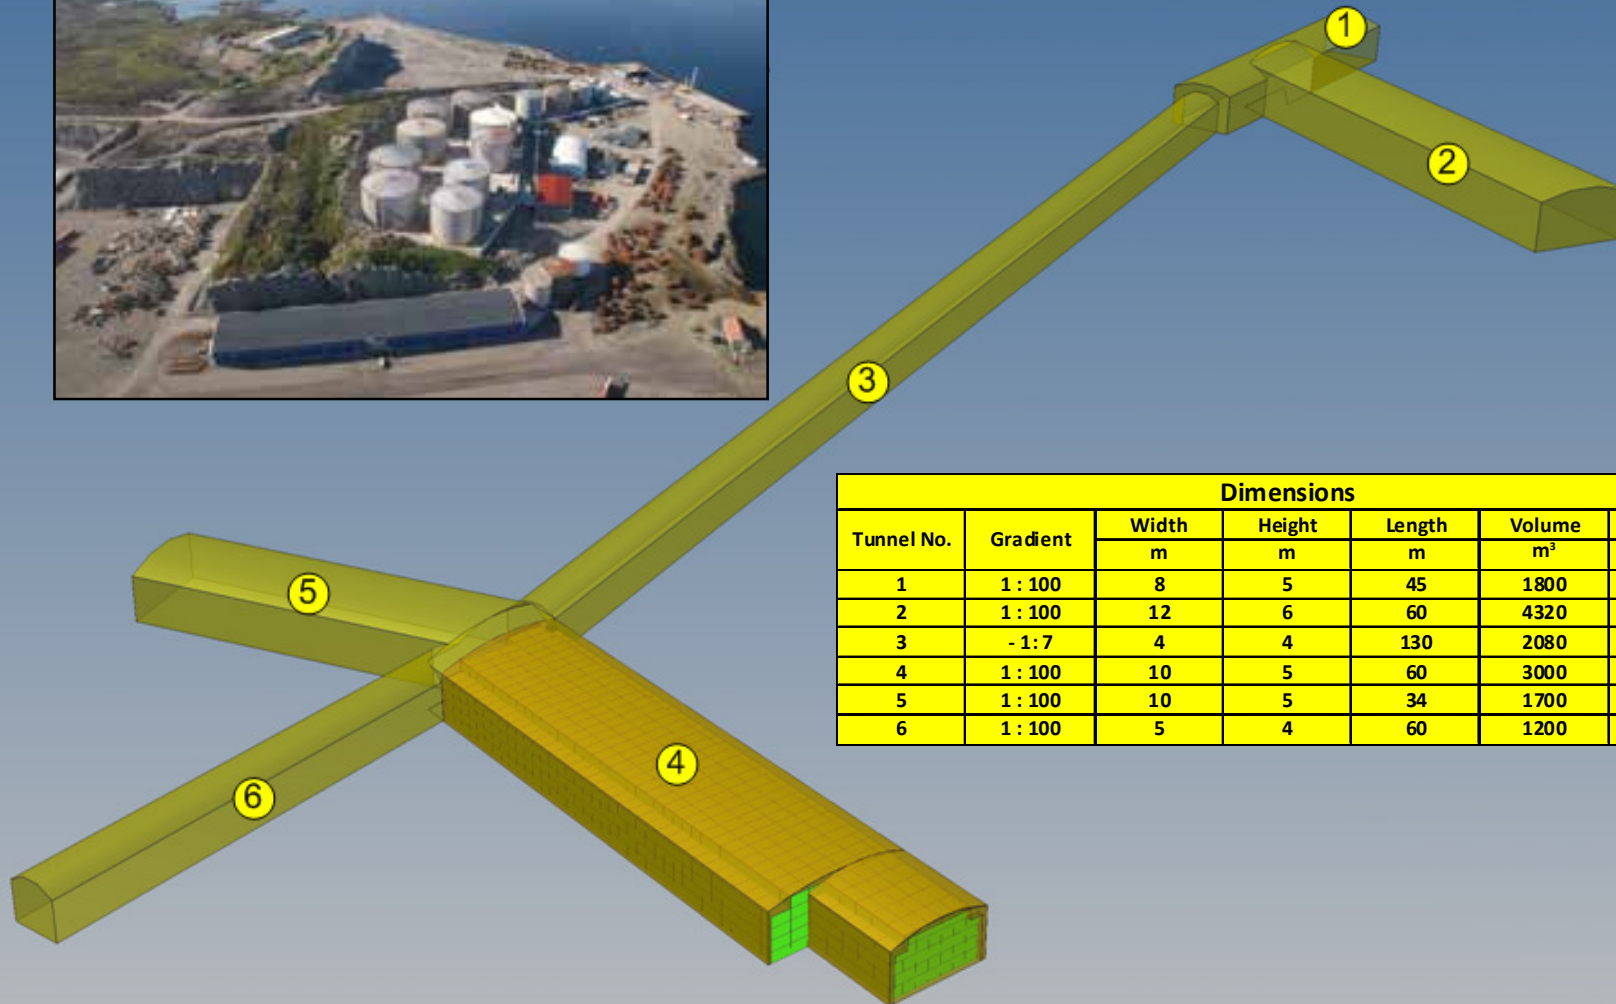 1
2
3
Dimensions
Tunnel No. Gradient Width Height Length Volume
m m m m³
1 1 : 100 8 5 45 1800
2 1 : 100 12 6 60 4320
3 - 1: 7 4 4 130 2080
4 1 : 100 10 5 60 3000
5 1 : 100 10 5 34 1700
6 1 : 100 5 4 60 1200
5
4
6